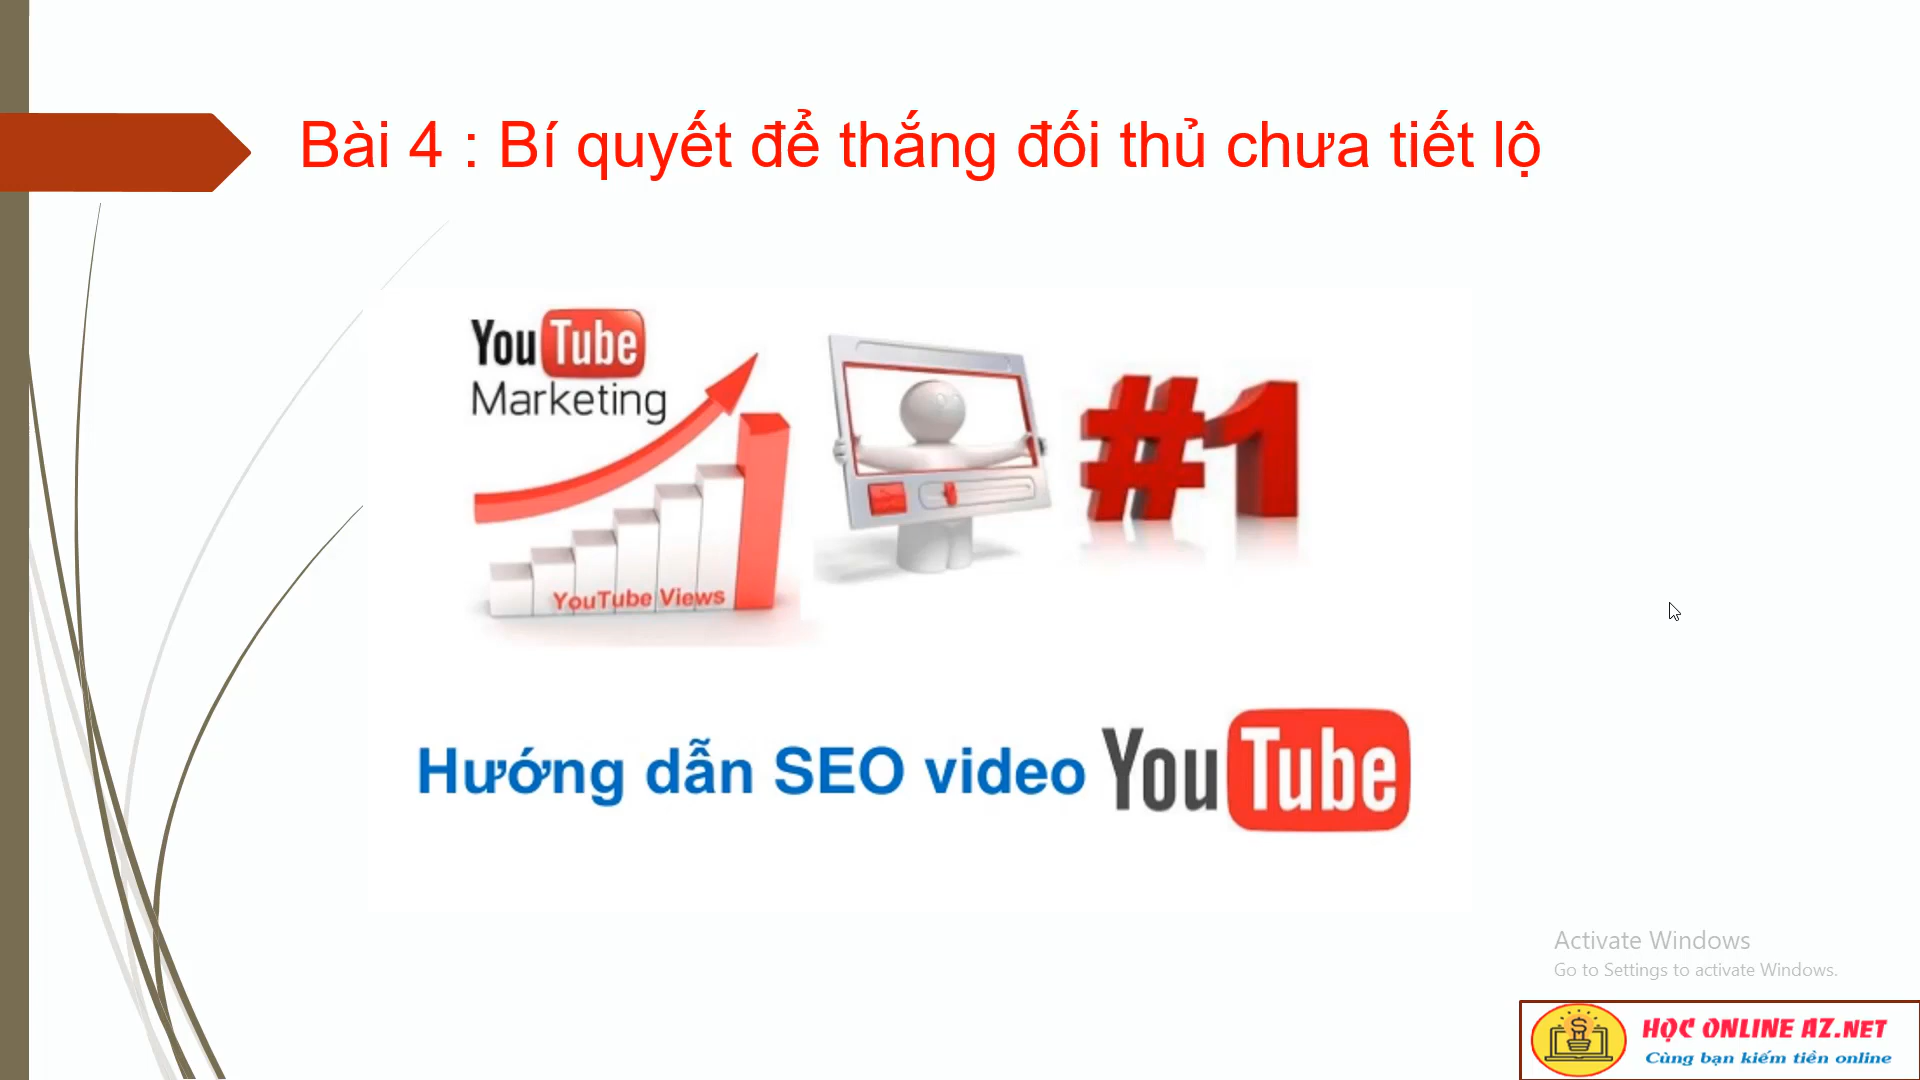 Bài 4 : Bí quyết để thắng đối thủ chưa tiết lộ
YouTube
Marketing
YouTube Views
#1
Hướng dẫn SEO video YouTube
Activate Windows
Go to Settings to activate Windows.
HỌC ONLINE AZ.NET
Cùng bạn kiếm tiền online